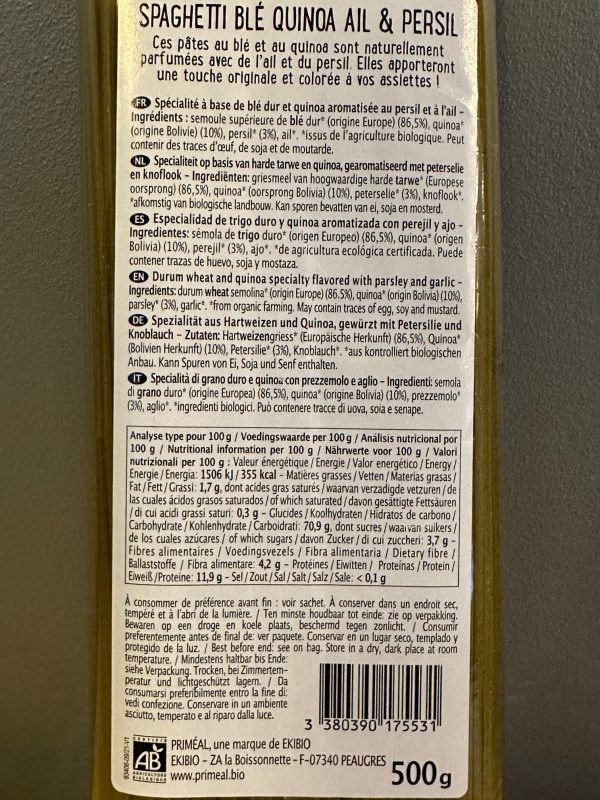 SPAGHETTI BLÉ QUINOA AIL & PERSIL
Ces pâtes au blé et au quinoa sont naturellement
parfumées avec de l'ail et du persil. Elles apporteront
une touche originale et colorée à vos assiettes !
FR Spécialité à base de blé dur et quinoa aromatisée au persil et à l'ail -
Ingrédients : semoule supérieure de blé dur* (origine Europe) (86,5%), quinoa*
(origine Bolivie) (10%), persil* (3%), ail*. *issus de l'agriculture biologique. Peut
contenir des traces d'œuf, de soja et de moutarde.
NL Specialiteit op basis van harde tarwe en quinoa, gearomatiseerd met peterselie
en knoflook - Ingrediënten: griesmeel van hoogwaardige harde tarwe* (Europese
oorsprong) (86,5%), quinoa* (oorsprong Bolivia) (10%), peterselie* (3%), knoflook*.
*afkomstig van biologische landbouw. Kan sporen bevatten van ei, soja en mosterd.
ES Especialidad de trigo duro y quinoa aromatizada con perejil y ajo -
Ingredientes: sémola de trigo duro* (origen Europeo) (86,5%), quinoa* (origen
Bolivia) (10%), perejil* (3%), ajo*. *de agricultura ecológica certificada. Puede
contener trazas de huevo, soja y mostaza.
EN Durum wheat and quinoa specialty flavored with parsley and garlic -
Ingredients: durum wheat semolina* (origin Europe) (86.5%), quinoa* (origin Bolivia) (10%),
parsley* (3%), garlic*. *from organic farming. May contain traces of egg, soy and mustard.
DE Spezialität aus Hartweizen und Quinoa, gewürzt mit Petersilie und
Knoblauch - Zutaten: Hartweizengriess* (Europäische Herkunft) (86,5%), Quinoa*
(Bolivien Herkunft) (10%), Petersilie* (3%), Knoblauch*. *aus kontrolliert biologischen
Anbau. Kann Spuren von Ei, Soja und Senf enthalten.
IT Specialità di grano duro e quinoa con prezzemolo e aglio - Ingredienti: semola
di grano duro* (origine Europea) (86,5%), quinoa* (origine Bolivia) (10%), prezzemolo*
(3%), aglio*. *ingredienti biologici. Può contenere tracce di uova, soia e senape.
Analyse type pour 100 g / Voedingswaarde per 100 g / Análisis nutricional por
100 g / Nutritional information per 100 g / Nährwerte voor 100 g / Valori
nutrizionali per 100 g : Valeur énergétique / Energie / Valor energético / Energy /
Energie / Energia: 1506 kJ / 355 kcal - Matières grasses / Vetten / Materias grasas /
Fat / Fett / Grassi: 1,7 g, dont acides gras saturés / waarvan verzadigde vetzuren / de
las cuales ácidos grasos saturados / of which saturated / davon gesättigte Fettsäuren
/ di cui acidi grassi saturi: 0,3 g - Glucides / Koolhydraten / Hidratos de carbono /
Carbohydrate / Kohlenhydrate / Carboidrati: 70,9 g, dont sucres / waarvan suikers /
de los cuales azúcares / of which sugars / davon Zucker / di cui zuccheri: 3,7 g -
Fibres alimentaires / Voedingsvezels / Fibra alimentaria / Dietary fibre /
Ballaststoffe / Fibra alimentare: 4,2 g - Protéines / Eiwitten / Proteínas / Protein /
Eiweiß / Proteine: 11,9 g - Sel / Zout / Sal / Salt / Salz / Sale: < 0,1 g
À consommer de préférence avant fin : voir sachet. À conserver dans un endroit sec,
tempéré et à l'abri de la lumière. / Ten minste houdbaar tot einde: zie op verpakking.
Bewaren op een droge en koele plaats, beschermd tegen zonlicht. / Consumir
preferentemente antes de final de: ver paquete. Conservar en un lugar seco, templado y
protegido de la luz. / Best before end: see on bag. Store in a dry, dark place at room
temperature. / Mindestens haltbar bis Ende:
siehe Verpackung. Trocken, bei Zimmertem-
peratur und lichtgeschützt lagern. / Da
consumarsi preferibilmente entro la fine di:
vedi confezione. Conservare in un ambiente
asciutto, temperato e al riparo dalla luce.
3 380390 175531
CERTIFIÉ
AB
AGRICULTURE
BIOLOGIQUE
PRIMÉAL, une marque de EKIBIO
EKIBIO - ZA la Boissonnette - F-07340 PEAUGRES
www.primeal.bio
500g